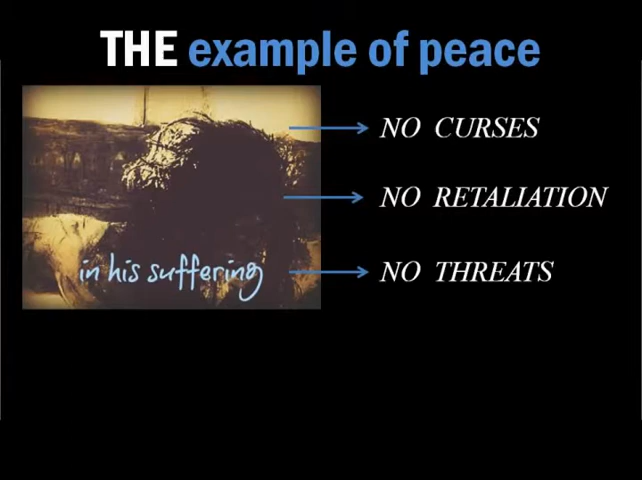 THE example of peace
NO CURSES
NO RETALIATION
in his suffering
NO THREATS